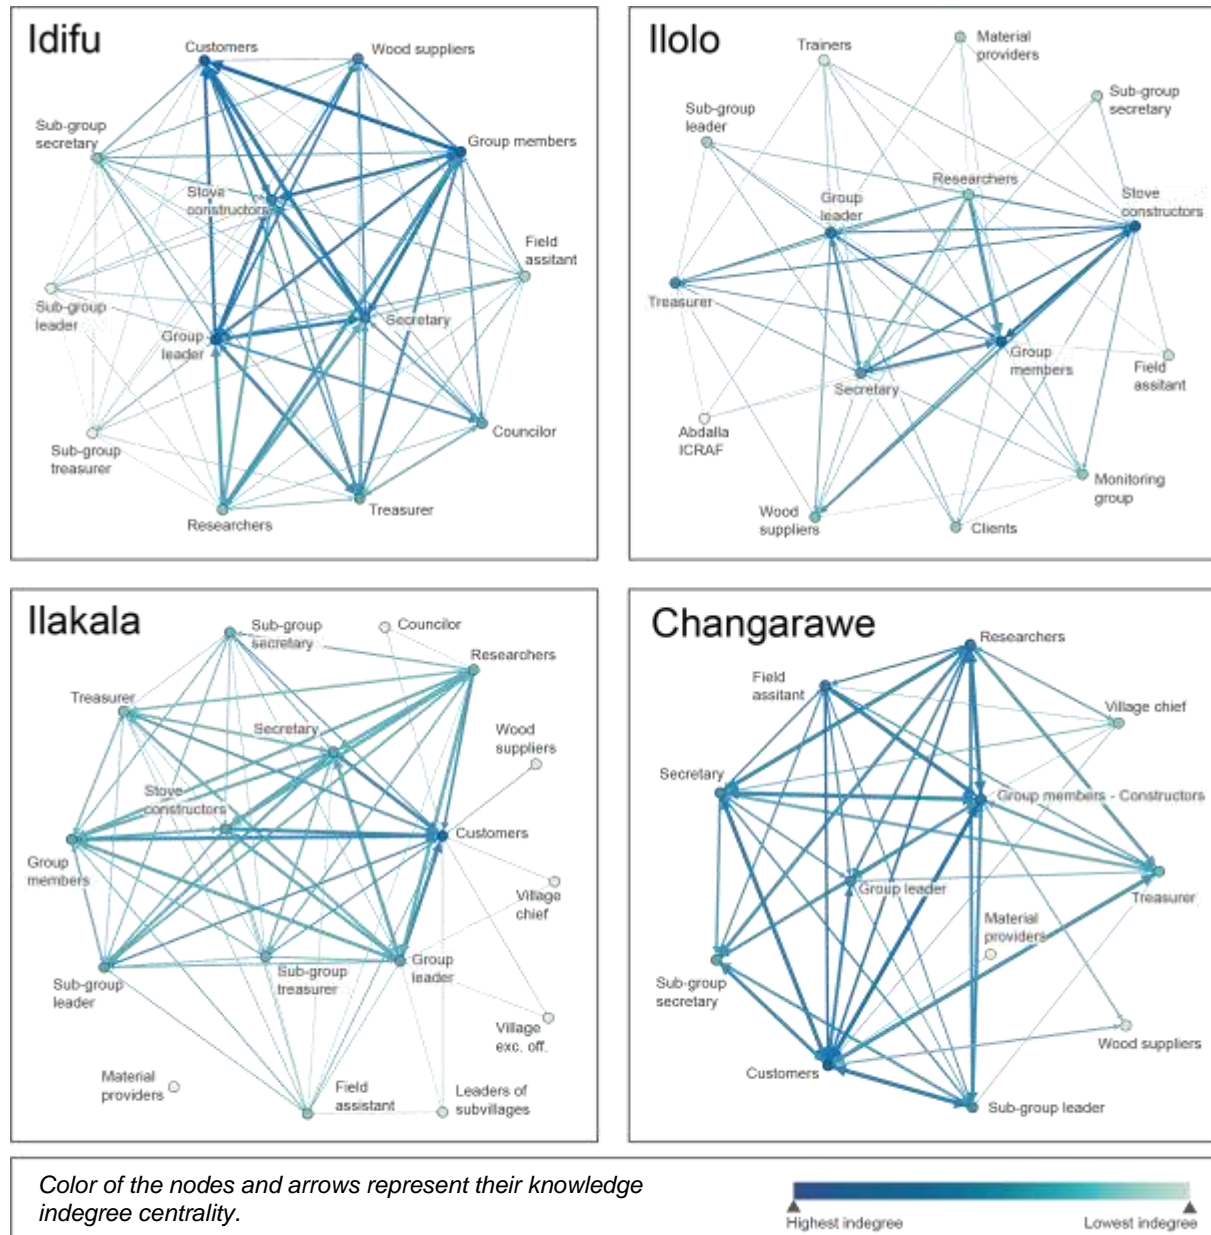 Idifu
Customers
Wood suppliers
Sub-group
secretary
Group members
Stove
constructors
Field
assitant
Sub-group
leader
Secretary
Group
leader
Councilor
Sub-group
treasurer
Treasurer
Researchers
Ilolo
Material
providers
Trainers
Sub-group
secretary
Sub-group
leader
Researchers
Stove
constructors
Group
leader
Treasurer
Group
members
Field
assitant
Secretary
Abdalla
ICRAF
Monitoring
group
Wood
suppliers
Clients
Ilakala
Sub-group
secretary
Councilor
Researchers
Treasurer
Secretary
Wood
suppliers
Stove
constructors
Customers
Group
members
Village
chief
Sub-group
leader
Sub-group
treasurer
Group
leader
Village
exc. off.
Material
providers
Field
assistant
Leaders of
subvillages
Changarawe
Researchers
Field
assitant
Village chief
Secretary
Group members - Constructors
Group leader
Treasurer
Material
providers
Sub-group
secretary
Wood suppliers
Customers
Sub-group leader
Color of the nodes and arrows represent their knowledge
indegree centrality.
Highest indegree
Lowest indegree